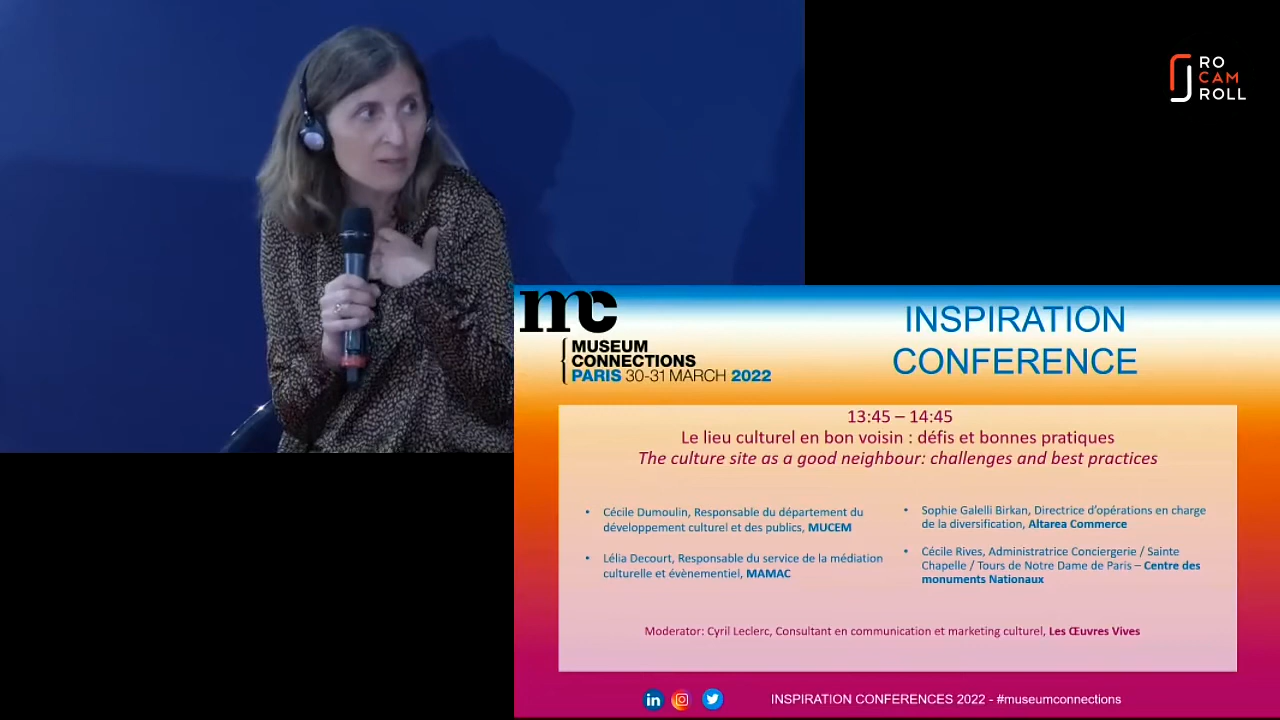 RO
CAM
ROLL
mc
MUSEUM
CONNECTIONS
PARIS 30-31 MARCH 2022
INSPIRATION
CONFERENCE
13:45 – 14:45
Le lieu culturel en bon voisin : défis et bonnes pratiques
The culture site as a good neighbour: challenges and best practices
• Cécile Dumoulin, Responsable du département du
développement culturel et des publics, MUCEM
• Lélia Decourt, Responsable du service de la médiation
culturelle et évènementiel, MAMAC
• Sophie Galelli Birkan, Directrice d’opérations en charge
de la diversification, Altarea Commerce
• Cécile Rives, Administratrice Conciergerie / Sainte
Chapelle / Tours de Notre Dame de Paris – Centre des
monuments Nationaux
Moderator: Cyril Leclerc, Consultant en communication et marketing culturel, Les Œuvres Vives
in
INSPIRATION CONFERENCES 2022 - #museumconnections